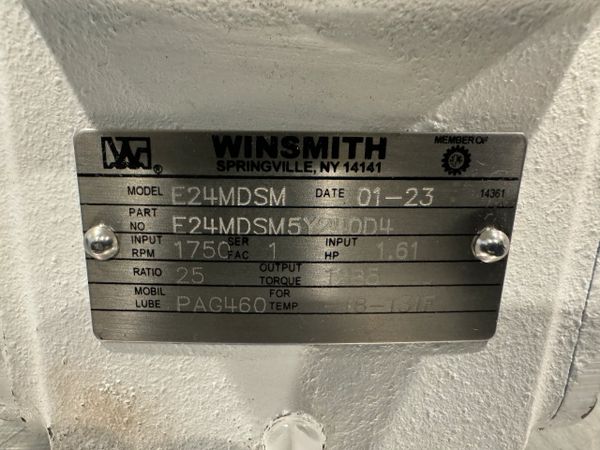 WINSMITH
SPRINGVILLE, NY 14141
MEMBER OF
MODEL E24MDSM DATE 01-23 14361
PART
NO
INPUT RPM 1750 SER FAC 1 INPUT HP 1.61
RATIO 25 OUTPUT TORQUE
MOBIL LUBE PAG460 FOR TEMP